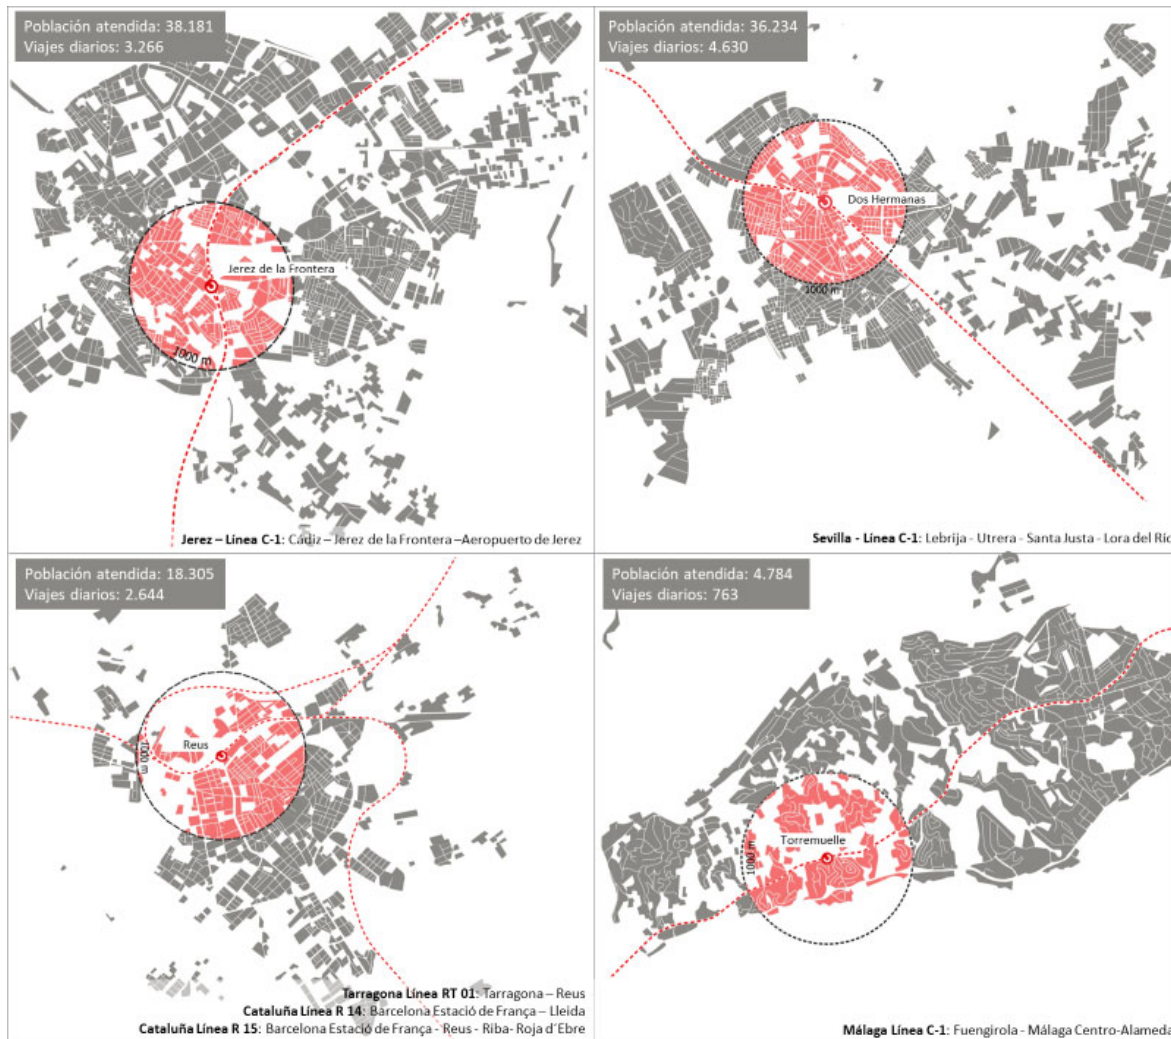 Población atendida: 38.181
Viajes diarios: 3.266
Jerez de la Frontera
1000 m
Jerez – Línea C-1: Cádiz – Jerez de la Frontera –Aeropuerto de Jerez
Población atendida: 36.234
Viajes diarios: 4.630
Dos Hermanas
1000 m
Sevilla - Línea C-1: Lebrija - Utrera - Santa Justa - Lora del Río
Población atendida: 18.305
Viajes diarios: 2.644
Reus
1000 m
Tarragona Línea RT 01: Tarragona – Reus
Cataluña Línea R 14: Barcelona Estació de França – Lleida
Cataluña Línea R 15: Barcelona Estació de França - Reus - Riba- Roja d´Ebre
Población atendida: 4.784
Viajes diarios: 763
Torremuelle
1000 m
Málaga Línea C-1: Fuengirola - Málaga Centro-Alameda